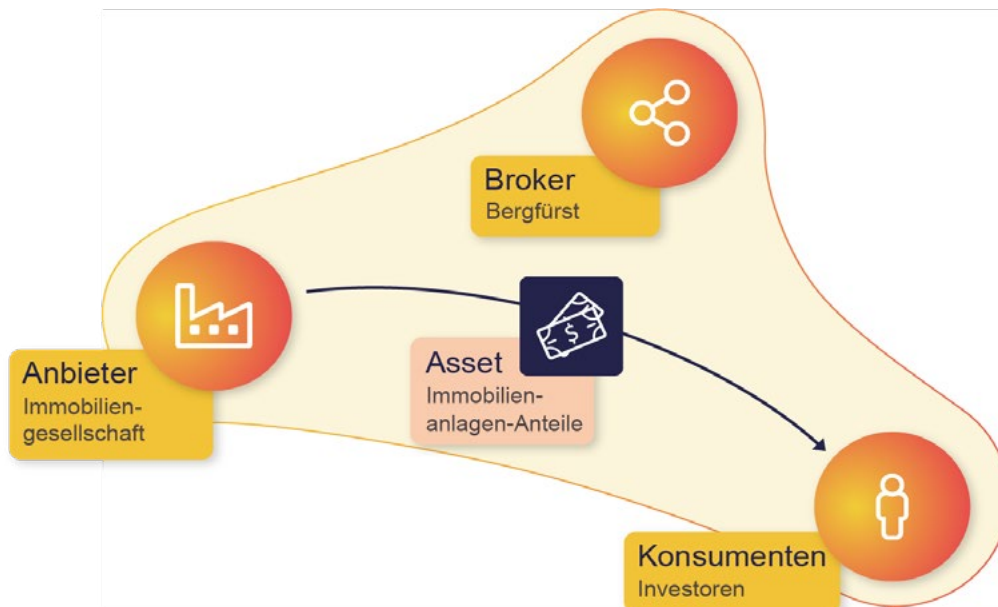 Broker
Bergfürst
Anbieter
Immobilien-
gesellschaft
Asset
Immobilien-
anlagen-Anteile
$
Konsumenten
Investoren